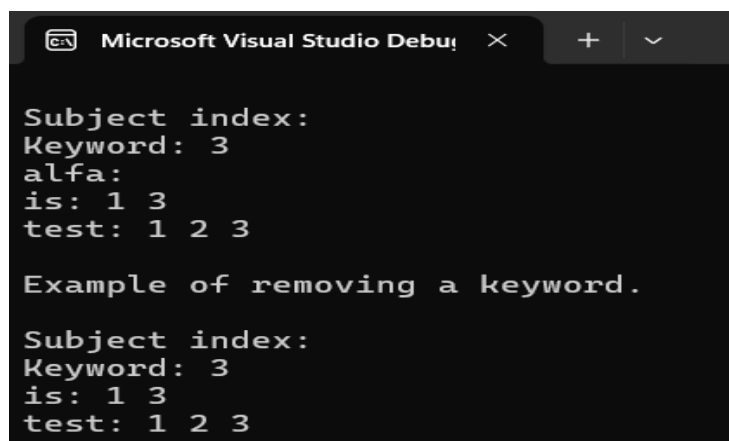 Microsoft Visual Studio Debu
Subject index:
Keyword: 3
alfa:
is: 1 3
test: 1 2 3
Example of removing a keyword.
Subject index:
Keyword: 3
is: 1 3
test: 1 2 3